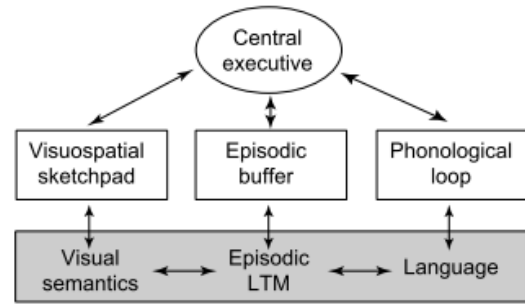 Central
executive
Visuospatial
sketchpad
Episodic
buffer
Phonological
loop
Visual
semantics
Episodic
LTM
Language